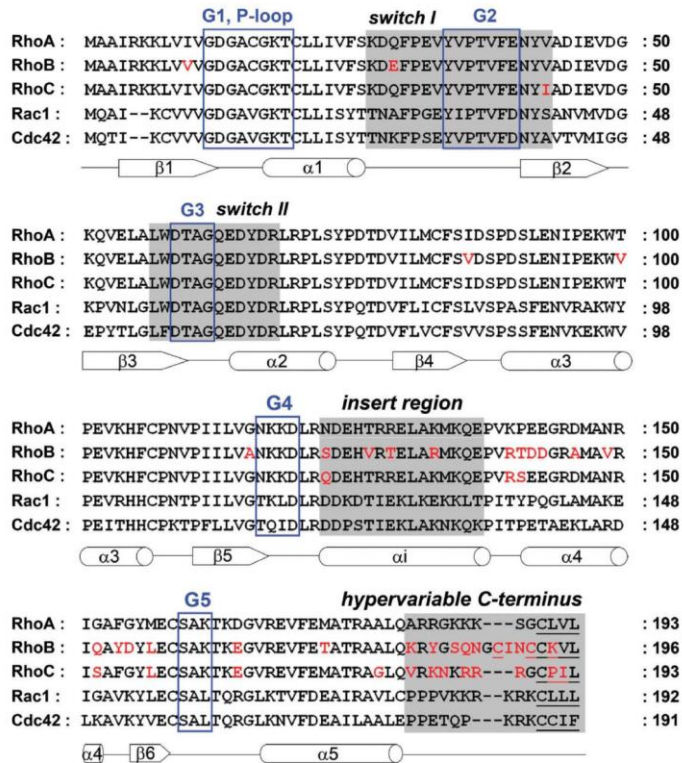 G1, P-loop switch I G2
RhoA : MAAIRKKLVIVGDGACGKTCLLIVFSKDQFPEVYVPTVFENYVADIEVDG : 50
RhoB : MAAIRKKLVVVGDGACGKTCLLIVFSKDEFPEVYVPTVFENYVADIEVDG : 50
RhoC : MAAIRKKLVIVGDGACGKTCLLIVFSKDQFPEVYVPTVFENYIADIEVDG : 50
Rac1 : MQAI--KCVVVGDGAVGKTCLLISYTTNAFPGEYIPTVFDNYSANVMVDG : 48
Cdc42 : MQTI--KCVVVGDGAVGKTCLLISYTTNKFPSEYVPTVFDNYAVTVMIGG : 48
β1 α1 β2
G3 switch II
RhoA : KQVELALWDTAGQEDYDRLRPLSYPDTDVILMCFSIDSPDSLENIPEKWT : 100
RhoB : KQVELALWDTAGQEDYDRLRPLSYPDTDVILMCFSVDSPDSLENIPEKWV : 100
RhoC : KQVELALWDTAGQEDYDRLRPLSYPDTDVILMCFSIDSPDSLENIPEKWT : 100
Rac1 : KPVNLGLWDTAGQEDYDRLRPLSYPQTDVFLICFSLVSPASFENVRAKWY : 98
Cdc42 : EPYTLGLFDTAGQEDYDRLRPLSYPQTDVFLVCFSVVSPSSFENVKEKWV : 98
β3 α2 β4 α3
G4 insert region
RhoA : PEVKHFCPNVPIILVGNKKDLRNDEHTRRELAKMKQEPVKPEEGRDMANR : 150
RhoB : PEVKHFCPNVPIILVANKKDLRSDEHVRTELARMKQEPVRTDDGRAMAVR : 150
RhoC : PEVKHFCPNVPIILVGNKKDLRQDEHTRRELAKMKQEPVRSEEGRDMANR : 150
Rac1 : PEVRHHCPNTPIILVGTKLDLRDDKDTIEKLKEKKLTPITYPQGLAMAKE : 148
Cdc42 : PEITHHCPKTPFLLVGTQIDLRDDPSTIEKLAKNKQKPITPETAEKLARD : 148
α3 β5 αi α4
G5 hypervariable C-terminus
RhoA : IGAFGYMECSAKTKDGVREVFEMATRAALQARRGKKK---SGCLVL : 193
RhoB : IQAYDYLECSAKTKEGVREVFETATRAALQKRYGSQNGCINCCKVL : 196
RhoC : ISAFGYLECSAKTKEGVREVFEMATRAGLQVRKNKRR---RGCPIL : 193
Rac1 : IGAVKYLECSALTQRGLKTVFDEAIRAVLCPPPVKKR---KRKCLLL : 192
Cdc42 : LKAVKYVECSALTQRGLKNVFDEAILAALEPPETQP---KRKCCIF : 191
α4 β6 α5